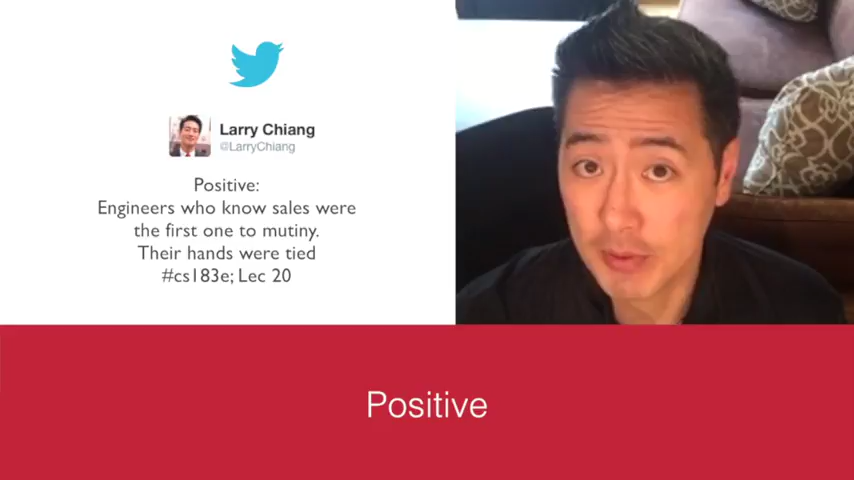 Larry Chiang
@LarryChiang
Positive:
Engineers who know sales were
the first one to mutiny.
Their hands were tied
#cs183e; Lec 20
Positive